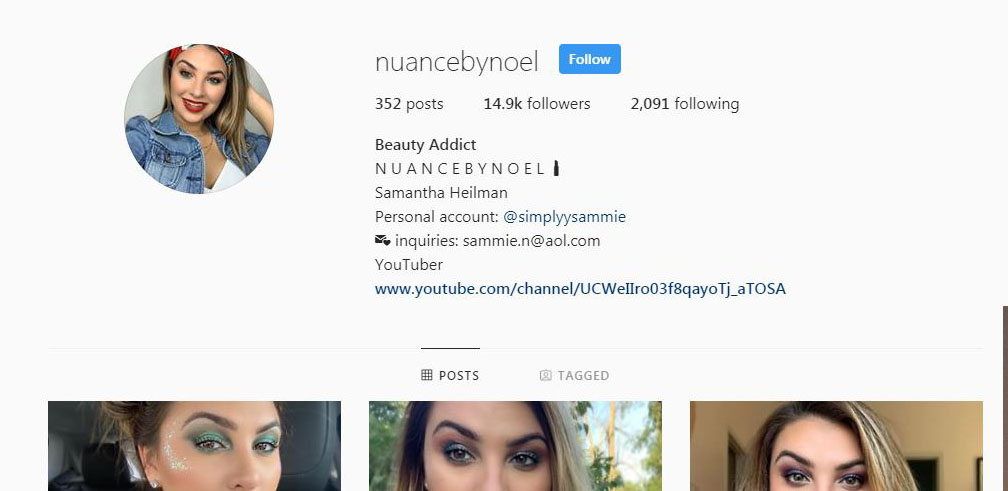 nuancebynoel Follow
352 posts 14.9k followers 2,091 following
Beauty Addict
N U A N C E B Y N O E L
Samantha Heilman
Personal account: @simplyysammie
inquiries: sammie.n@aol.com
YouTuber
www.youtube.com/channel/UCWeIIro03f8qayoTj_aTOSA
POSTS TAGGED